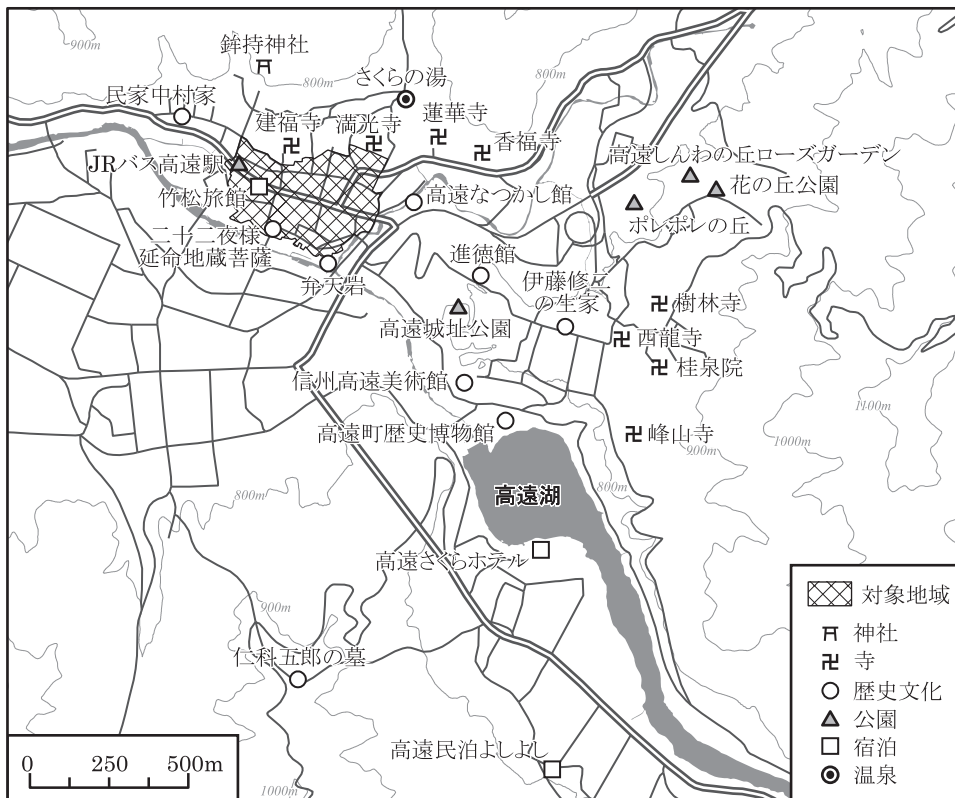 900m
鉾持神社
800m
さくらの湯
800m
民家中村家
建福寺
満光寺
蓮華寺
香福寺
JRバス高遠駅
高遠しんわの丘ローズガーデン
花の丘公園
竹松旅館
高遠なつかし館
ポレポレの丘
二十二夜様
延命地蔵菩薩
弁天岩
進徳館
伊藤修二
の生家
樹林寺
高遠城址公園
西龍寺
桂泉院
信州高遠美術館
1100m
高遠町歴史博物館
峰山寺
900m
1000m
800m
800m
高遠湖
高遠さくらホテル
900m
仁科五郎の墓
高遠民泊よしよし
1000m
0 250 500m
対象地域
神社
寺
歴史文化
公園
宿泊
温泉